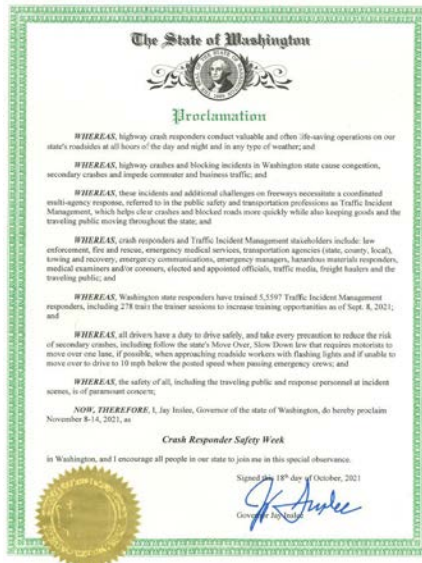 The State of Washington
Proclamation
WHEREAS, highway crash responders conduct valuable and often life-saving operations on our
state's roadsides at all hours of the day and night and in any type of weather; and
WHEREAS, highway crashes and blocking incidents in Washington state cause congestion,
secondary crashes and impede commuter and business traffic; and
WHEREAS, these incidents and additional challenges on freeways necessitate a coordinated
multi-agency response, referred to in the public safety and transportation professions as Traffic Incident
Management, which helps clear crashes and blocked roads more quickly while also keeping goods and the
traveling public moving throughout the state; and
WHEREAS, crash responders and Traffic Incident Management stakeholders include: law
enforcement, fire and rescue, emergency medical services, transportation agencies (state, county, local),
towing and recovery, emergency communications, emergency managers, hazardous materials responders,
medical examiners and/or coroners, elected and appointed officials, traffic media, freight haulers and the
traveling public; and
WHEREAS, Washington state responders have trained 5,5597 Traffic Incident Management
responders, including 278 train the trainer sessions to increase training opportunities as of Sept. 8, 2021;
and
WHEREAS, all drivers have a duty to drive safely, and take every precaution to reduce the risk
of secondary crashes, including follow the state's Move Over, Slow Down law that requires motorists to
move over one lane, if possible, when approaching roadside workers with flashing lights and if unable to
move over to drive to 10 mph below the posted speed when passing emergency crews; and
WHEREAS, the safety of all, including the traveling public and response personnel at incident
scenes, is of paramount concern;
NOW, THEREFORE, I, Jay Inslee, Governor of the state of Washington, do hereby proclaim
November 8-14, 2021, as
Crash Responder Safety Week
in Washington, and I encourage all people in our state to join me in this special observance.
Signed this 18th day of October, 2021
Jay Inslee
Governor Jay Inslee